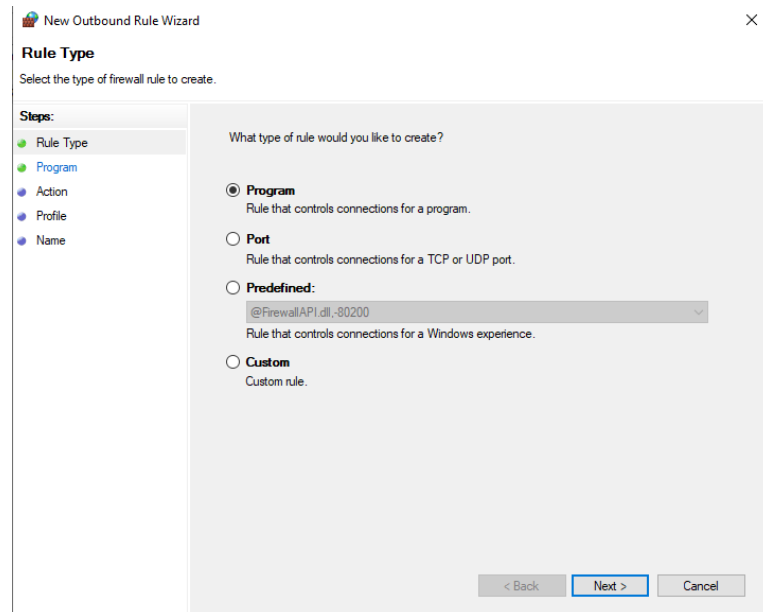 New Outbound Rule Wizard
Rule Type
Select the type of firewall rule to create.
Steps:
Rule Type
Program
Action
Profile
Name
What type of rule would you like to create?
Program
Rule that controls connections for a program.
Port
Rule that controls connections for a TCP or UDP port.
Predefined:
@FirewallAPI.dll,-80200
Rule that controls connections for a Windows experience.
Custom
Custom rule.
< Back Next > Cancel